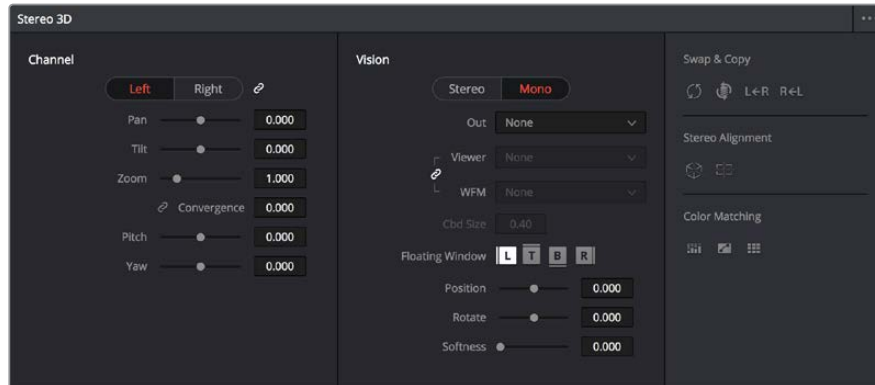 Stereo 3D
Channel
Left Right
Pan 0.000
Tilt 0.000
Zoom 1.000
Convergence 0.000
Pitch 0.000
Yaw 0.000
Vision
Stereo Mono
Out None
Viewer None
WFM None
Cbd Size 0.40
Floating Window L T B R
Position 0.000
Rotate 0.000
Softness 0.000
Swap & Copy
L←R R←L
Stereo Alignment
Color Matching